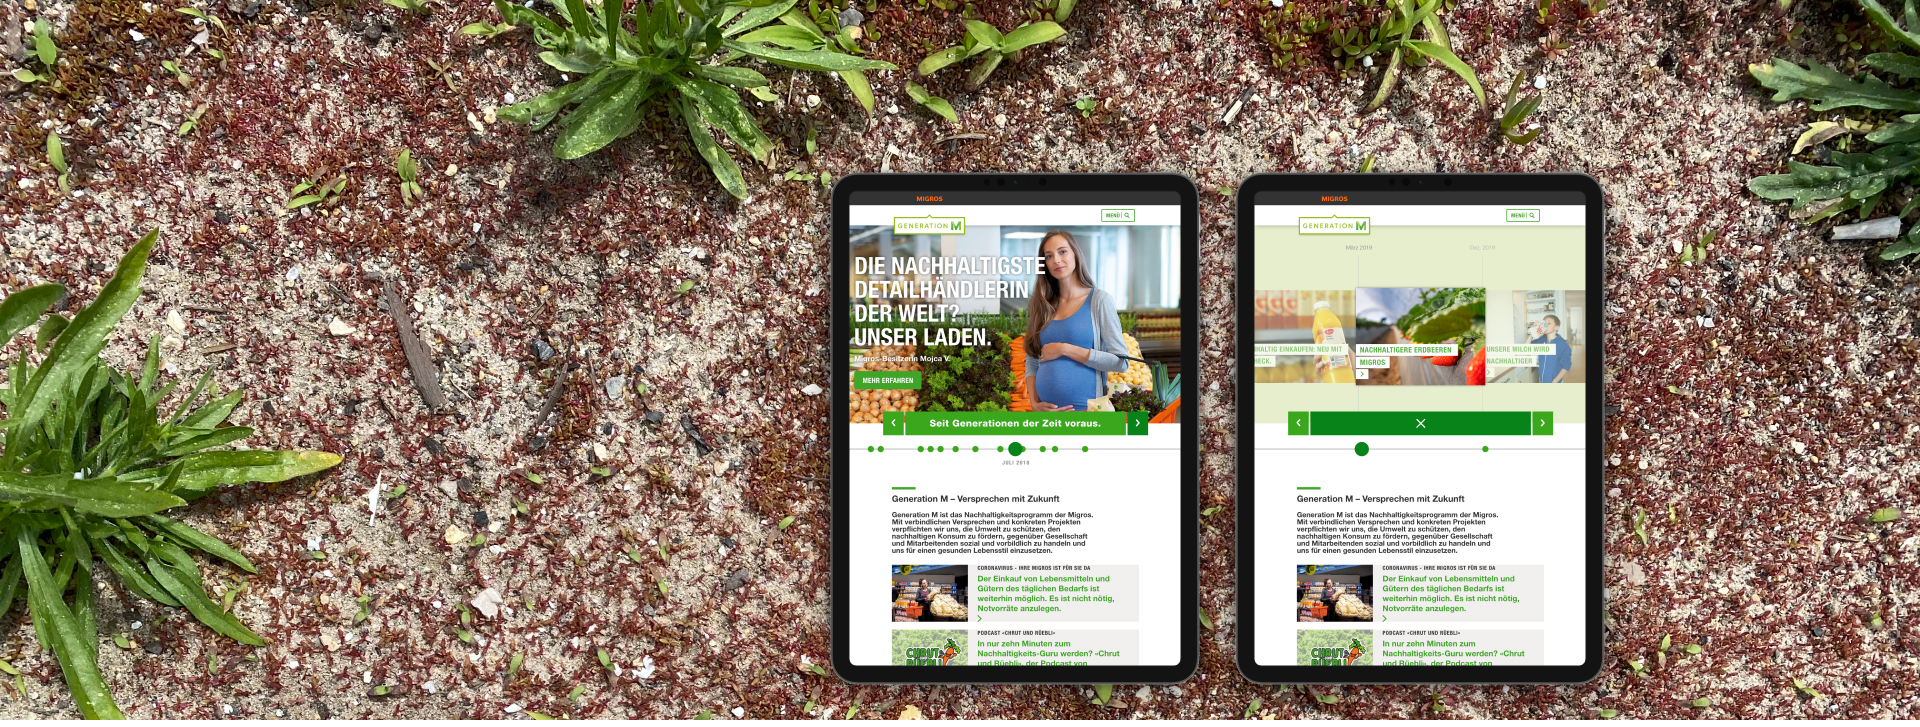 MIGROS
GENERATION M
MENÜ
DIE NACHHALTIGSTE
DETAILHÄNDLERIN
DER WELT?
UNSER LADEN.
Migros-Besitzerin Mojca V.
MEHR ERFAHREN
Seit Generationen der Zeit voraus.
JULI 2018
Generation M – Versprechen mit Zukunft
Generation M ist das Nachhaltigkeitsprogramm der Migros.
Mit verbindlichen Versprechen und konkreten Projekten
verpflichten wir uns, die Umwelt zu schützen, den
nachhaltigen Konsum zu fördern, gegenüber Gesellschaft
und Mitarbeitenden sozial und vorbildlich zu handeln und
uns für einen gesunden Lebensstil einzusetzen.
CORONAVIRUS - IHRE MIGROS IST FÜR SIE DA
Der Einkauf von Lebensmitteln und
Gütern des täglichen Bedarfs ist
weiterhin möglich. Es ist nicht nötig,
Notvorräte anzulegen.
PODCAST «CHRUT UND RÜEBLI»
In nur zehn Minuten zum
Nachhaltigkeits-Guru werden? «Chrut
und Rüebli», der Podcast von
CHRUT &
RÜEBLI
MIGROS
GENERATION M
MENÜ
März 2019
Dez. 2019
HALTIG EINKAUFEN: NEU MIT
HECK.
NACHHALTIGERE ERDBEEREN
MIGROS
UNSERE MILCH WIRD
NACHHALTIGER
Generation M – Versprechen mit Zukunft
Generation M ist das Nachhaltigkeitsprogramm der Migros.
Mit verbindlichen Versprechen und konkreten Projekten
verpflichten wir uns, die Umwelt zu schützen, den
nachhaltigen Konsum zu fördern, gegenüber Gesellschaft
und Mitarbeitenden sozial und vorbildlich zu handeln und
uns für einen gesunden Lebensstil einzusetzen.
CORONAVIRUS - IHRE MIGROS IST FÜR SIE DA
Der Einkauf von Lebensmitteln und
Gütern des täglichen Bedarfs ist
weiterhin möglich. Es ist nicht nötig,
Notvorräte anzulegen.
PODCAST «CHRUT UND RÜEBLI»
In nur zehn Minuten zum
Nachhaltigkeits-Guru werden? «Chrut
und Rüebli», der Podcast von
CHRUT &
RÜEBLI